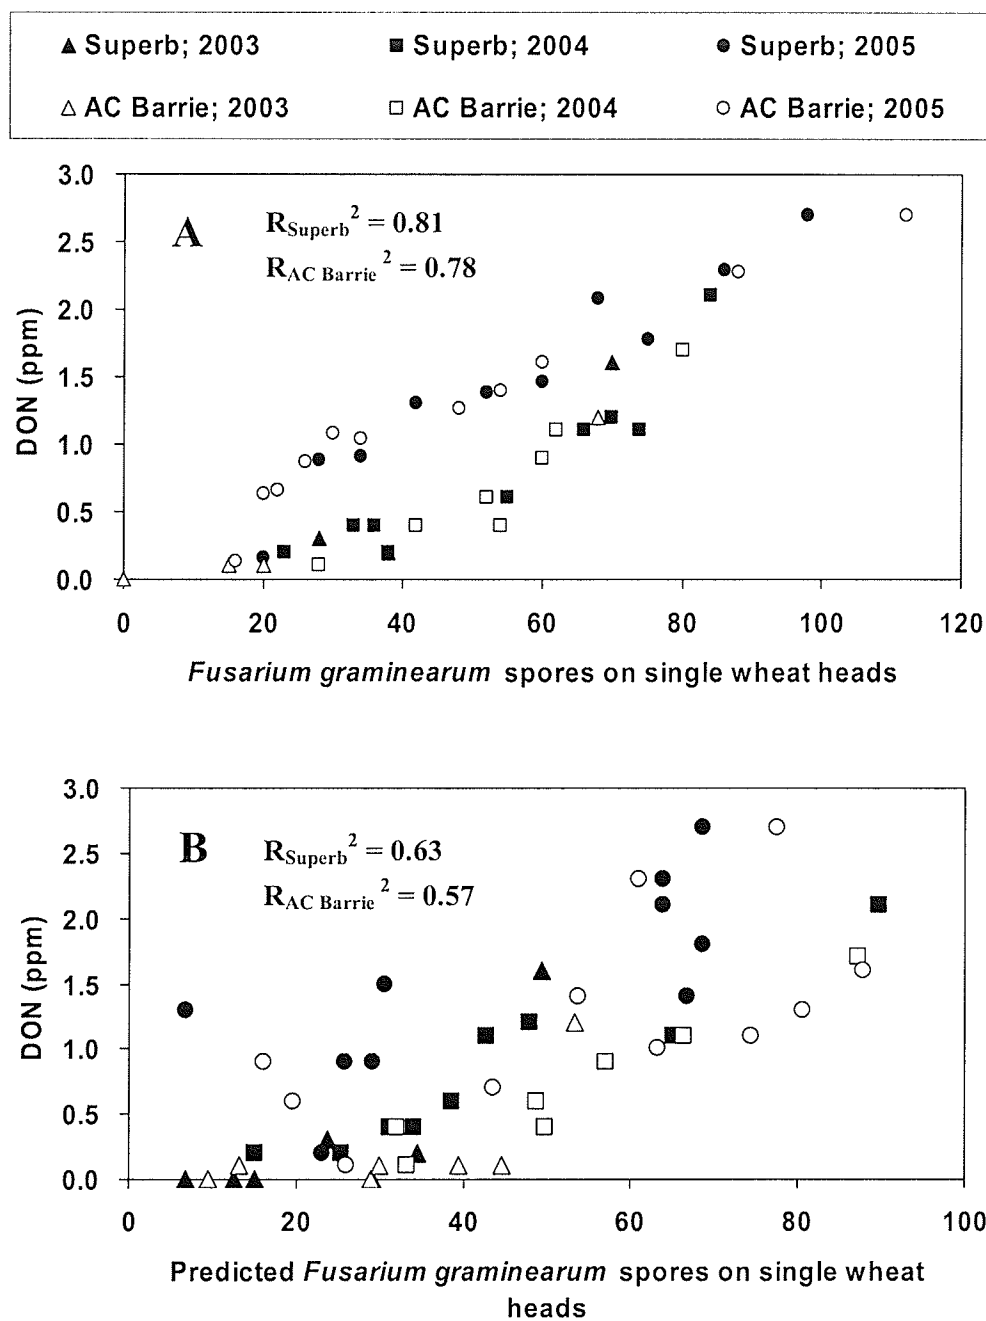 ▲ Superb; 2003 ■ Superb; 2004 ● Superb; 2005
△ AC Barrie; 2003 □ AC Barrie; 2004 ○ AC Barrie; 2005
A
R_Superb² = 0.81
R_AC Barrie² = 0.78
DON (ppm)
3.0
2.5
2.0
1.5
1.0
0.5
0.0
0 20 40 60 80 100 120
Fusarium graminearum spores on single wheat heads
B
R_Superb² = 0.63
R_AC Barrie² = 0.57
DON (ppm)
3.0
2.5
2.0
1.5
1.0
0.5
0.0
0 20 40 60 80 100
Predicted Fusarium graminearum spores on single wheat
heads